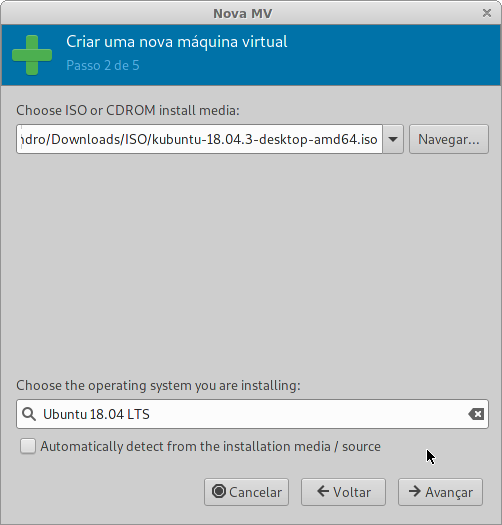 Nova MV
Criar uma nova máquina virtual
Passo 2 de 5
Choose ISO or CDROM install media:
dro/Downloads/ISO/kubuntu-18.04.3-desktop-amd64.iso
Navegar...
Choose the operating system you are installing:
Ubuntu 18.04 LTS
Automatically detect from the installation media / source
Cancelar
Voltar
Avançar